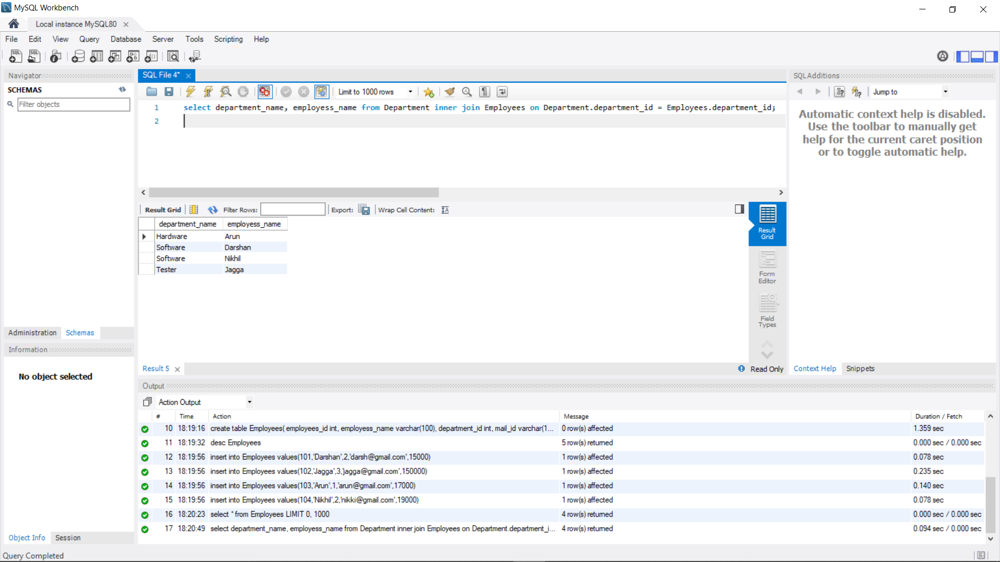 MySQL Workbench
Local instance MySQL80
File Edit View Query Database Server Tools Scripting Help
Navigator
SCHEMAS
Filter objects
Administration Schemas
Information
No object selected
Object Info Session
SQL File 4*
Limit to 1000 rows
1 select department_name, employess_name from Department inner join Employees on Department.department_id = Employees.department_id;
2
Result Grid Filter Rows: Export: Wrap Cell Content:
department_name employess_name
Hardware Arun
Software Darshan
Software Nikhil
Tester Jagga
Result Grid
Form Editor
Field Types
Result 5
Read Only
SQLAdditions
Jump to
Automatic context help is disabled.
Use the toolbar to manually get
help for the current caret position
or to toggle automatic help.
Context Help Snippets
Output
Action Output
# Time Action Message Duration / Fetch
10 18:19:16 create table Employees( employees_id int, employess_name varchar(100), department_id int, mail_id varchar(1... 0 row(s) affected 1.359 sec
11 18:19:32 desc Employees 5 row(s) returned 0.000 sec / 0.000 sec
12 18:19:56 insert into Employees values(101,'Darshan',2,'darsh@gmail.com',15000) 1 row(s) affected 0.078 sec
13 18:19:56 insert into Employees values(102,'Jagga',3,'jagga@gmail.com',150000) 1 row(s) affected 0.235 sec
14 18:19:56 insert into Employees values(103,'Arun',1,'arun@gmail.com',17000) 1 row(s) affected 0.140 sec
15 18:19:56 insert into Employees values(104,'Nikhil',2,'nikki@gmail.com',19000) 1 row(s) affected 0.078 sec
16 18:20:23 select * from Employees LIMIT 0, 1000 4 row(s) returned 0.000 sec / 0.000 sec
17 18:20:49 select department_name, employess_name from Department inner join Employees on Department.department_i... 4 row(s) returned 0.094 sec / 0.000 sec
Query Completed